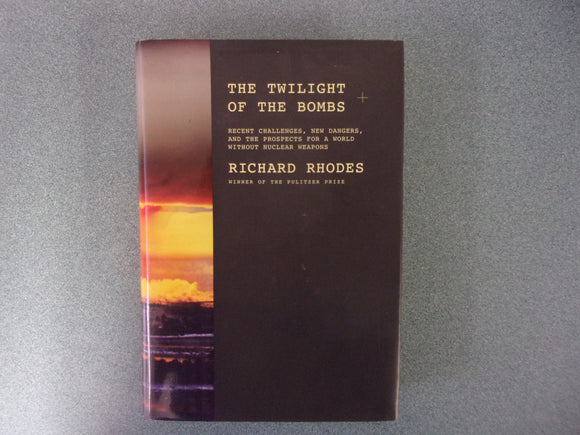 THE TWILIGHT
OF THE BOMBS
RECENT CHALLENGES, NEW DANGERS,
AND THE PROSPECTS FOR A WORLD
WITHOUT NUCLEAR WEAPONS
RICHARD RHODES
WINNER OF THE PULITZER PRIZE